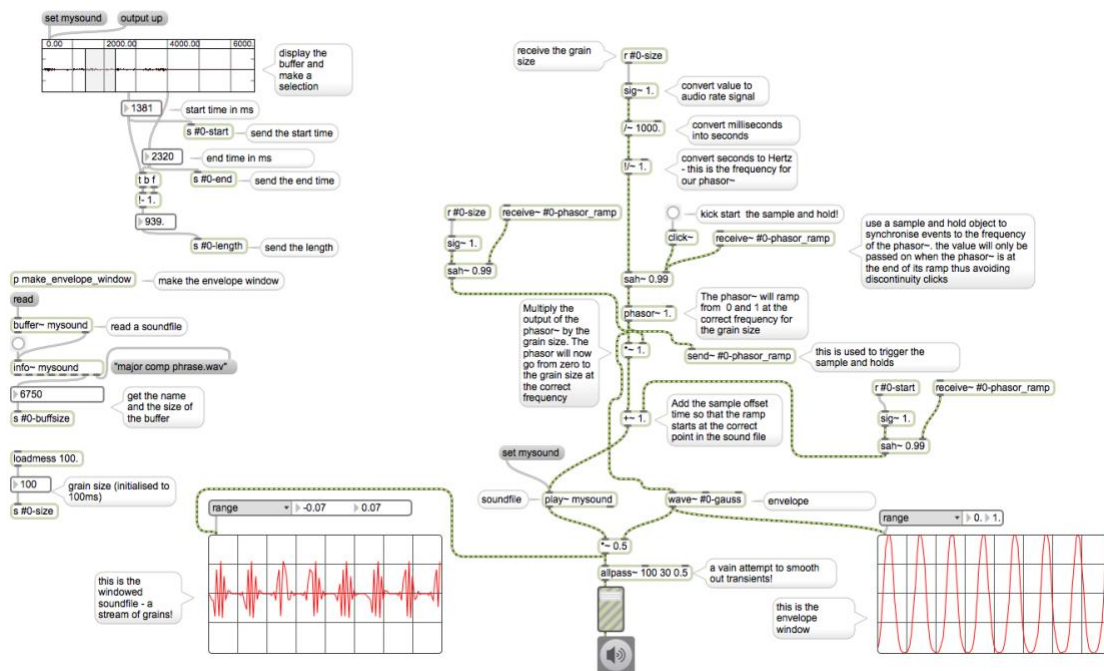 set mysound
output up
0.00 2000.00 4000.00 6000.
display the
buffer and
make a
selection
1381
start time in ms
s #0-start
send the start time
2320
end time in ms
t b f
s #0-end
send the end time
!- 1.
939.
s #0-length
send the length
p make_envelope_window
make the envelope window
read
buffer~ mysound
read a soundfile
info~ mysound
"major comp phrase.wav"
6750
get the name
and the size of
the buffer
s #0-buffsize
loadmess 100.
100
grain size (initialised to
100ms)
s #0-size
receive the grain
size
r #0-size
sig~ 1.
convert value to
audio rate signal
/~ 1000.
convert milliseconds
into seconds
!/~ 1.
convert seconds to Hertz
- this is the frequency for
our phasor~
r #0-size
receive~ #0-phasor_ramp
sig~ 1.
sah~ 0.99
kick start the sample and hold!
click~
receive~ #0-phasor_ramp
sah~ 0.99
use a sample and hold object to
synchronise events to the frequency
of the phasor~. the value will only be
passed on when the phasor~ is at
the end of its ramp thus avoiding
discontinuity clicks
phasor~ 1.
The phasor~ will ramp
from 0 and 1 at the
correct frequency for
the grain size
Multiply the
output of the
phasor~ by the
grain size. The
phasor will now
go from zero to
the grain size at
the correct
frequency
*~ 1.
send~ #0-phasor_ramp
this is used to trigger the
sample and holds
+~ 1.
Add the sample offset
time so that the ramp
starts at the correct
point in the sound file
r #0-start
receive~ #0-phasor_ramp
sig~ 1.
sah~ 0.99
set mysound
soundfile
play~ mysound
wave~ #0-gauss
envelope
range
-0.07
0.07
range
0.
1.
*~ 0.5
allpass~ 100 30 0.5
a vain attempt to smooth
out transients!
this is the
windowed
soundfile - a
stream of grains!
this is the
envelope
window